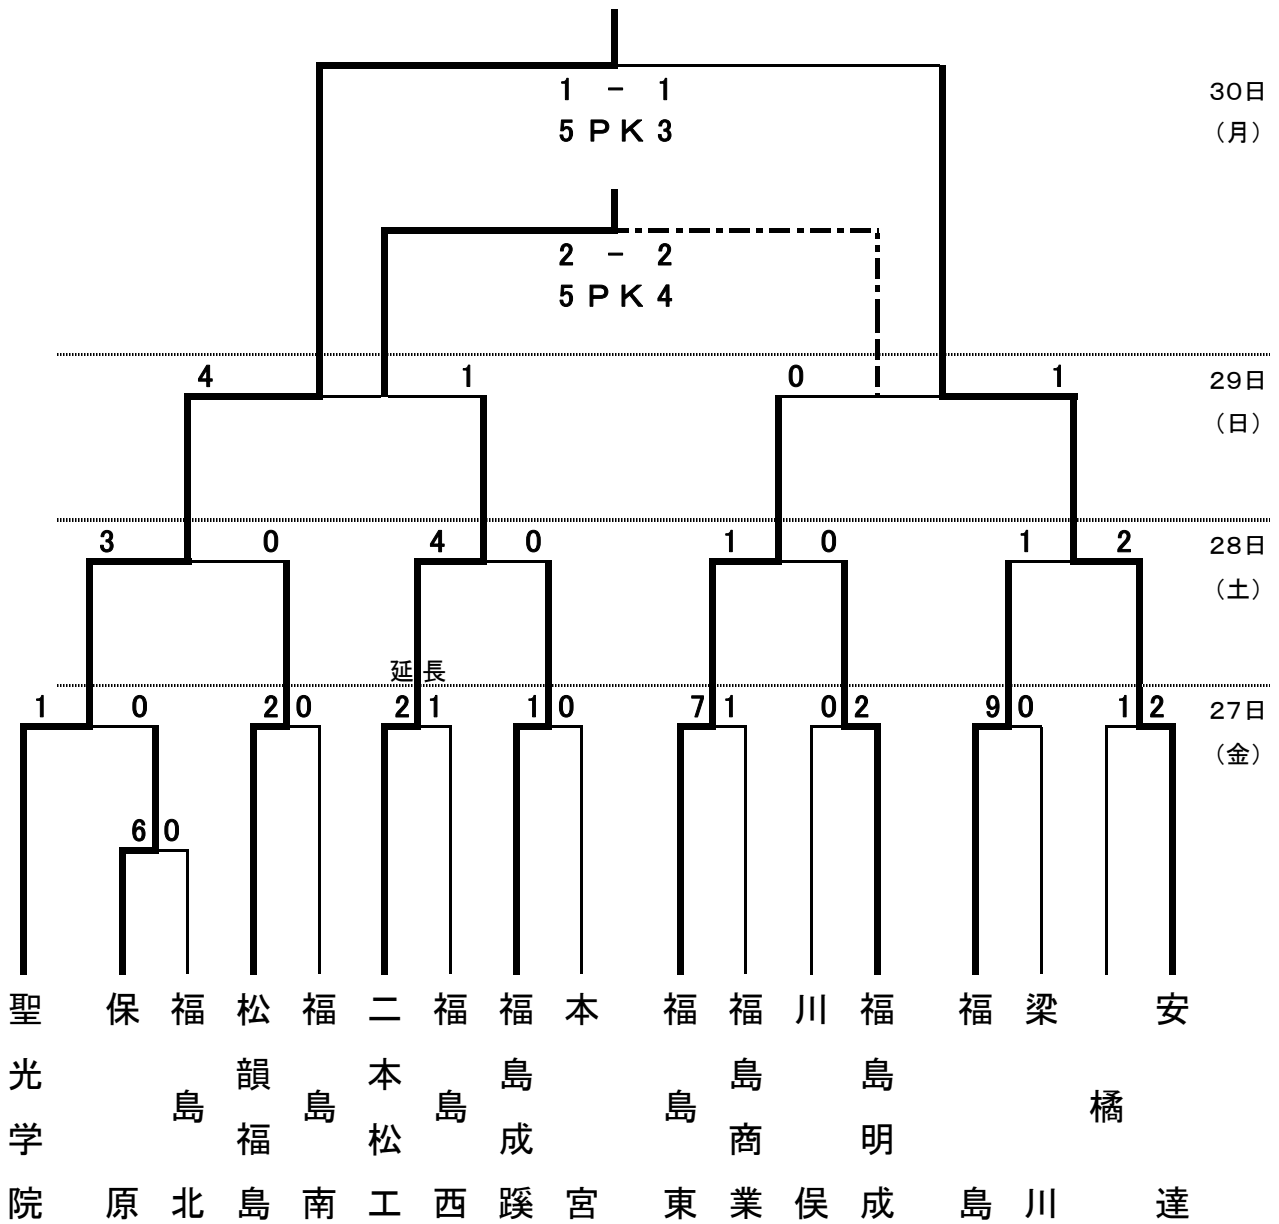 1 － 1
30日
5 P K 3
（月）
2 － 2
5 P K 4
4 1 0 1
29日
（日）
3 0 4 0 1 0 1 2
28日
（土）
延長
1 0 2 0 2 1 1 0 7 1 0 2 9 0 1 2
27日
（金）
6 0
聖光学院
保原
福島北
松韻福島
福島南
二本松工
福島西
福島成蹊
本宮
福島東
福島商業
川俣
福島明成
福島
梁川
橘
安達